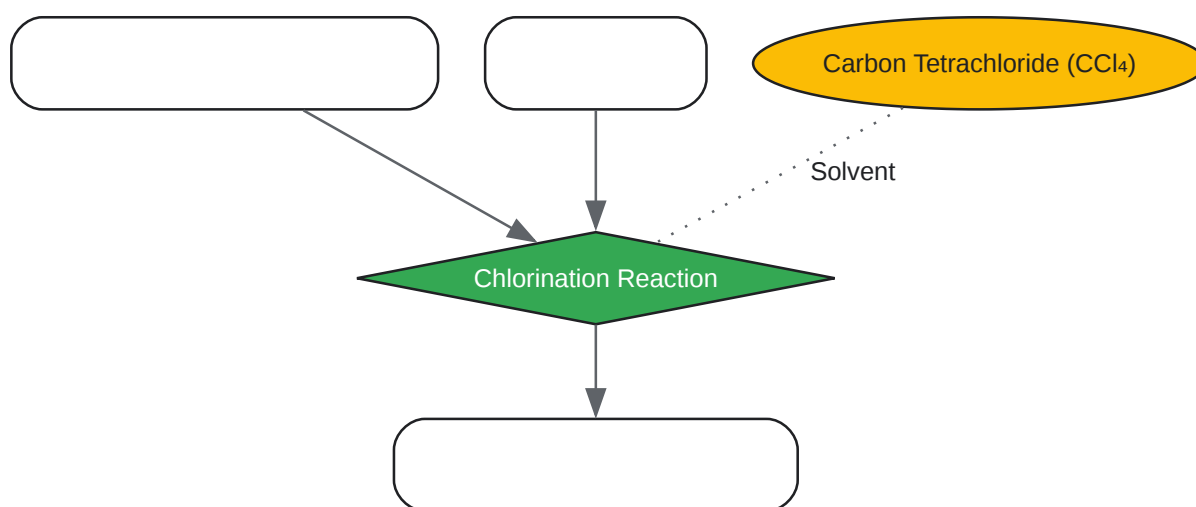 Carbon Tetrachloride (CCl₄)
Solvent
Chlorination Reaction